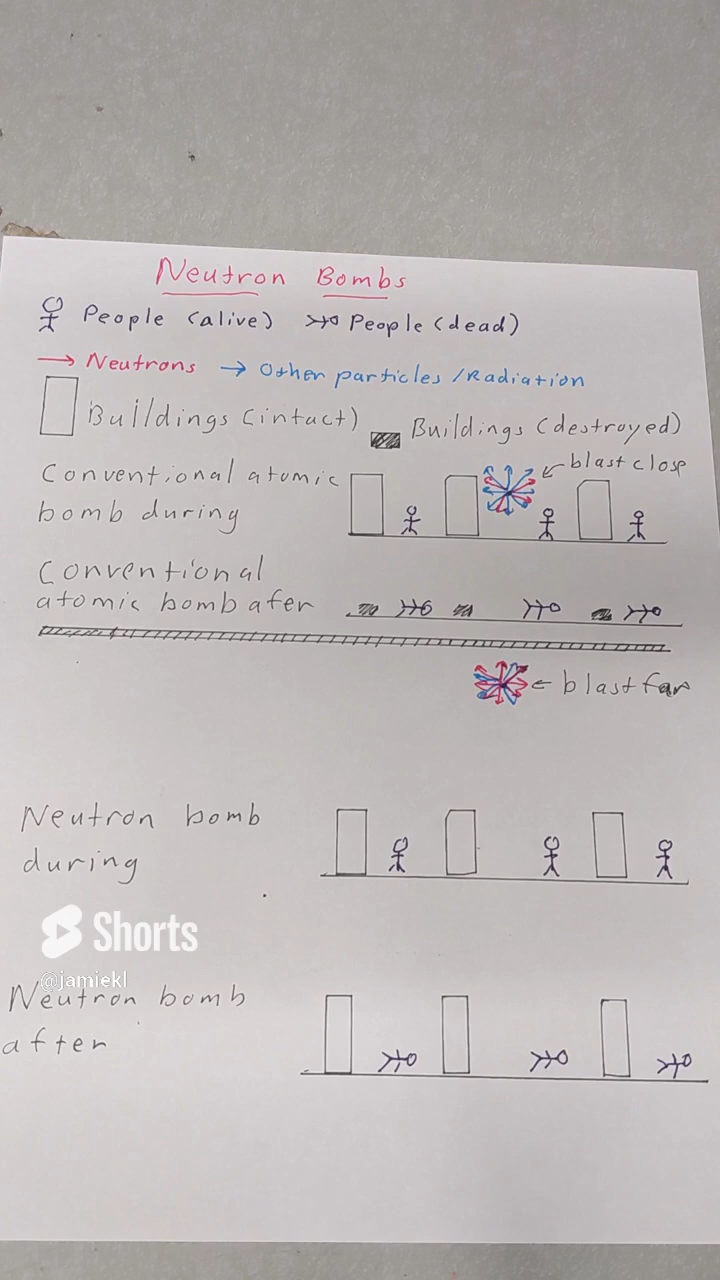 Neutron Bombs
People (alive) People (dead)
Neutrons Other particles / Radiation
Buildings (intact) Buildings (destroyed)
Conventional atomic
bomb during
blast close
Conventional
atomic bomb afer
blast far
Neutron bomb
during
Shorts
@jamiekl
Neutron bomb
after